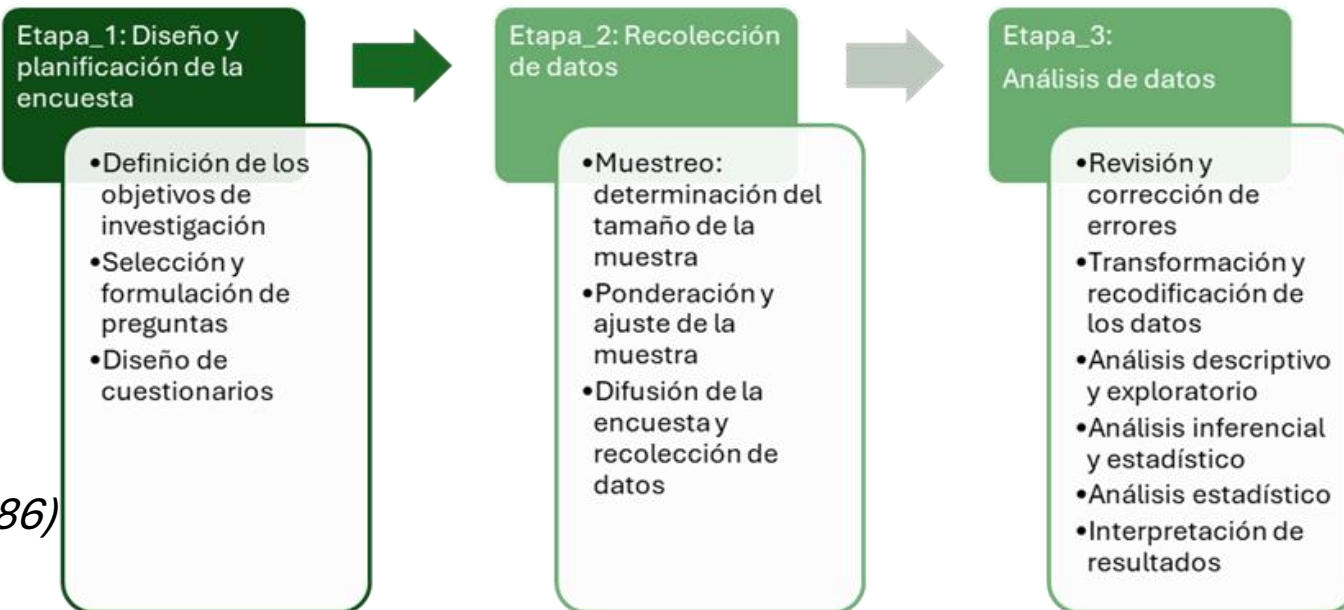 Etapa_1: Diseño y
planificación de la
encuesta
•Definición de los
objetivos de
investigación
•Selección y
formulación de
preguntas
•Diseño de
cuestionarios
Etapa_2: Recolección
de datos
•Muestreo:
determinación del
tamaño de la
muestra
•Ponderación y
ajuste de la
muestra
•Difusión de la
encuesta y
recolección de
datos
Etapa_3:
Análisis de datos
•Revisión y
corrección de
errores
•Transformación y
recodificación de
los datos
•Análisis descriptivo
y exploratorio
•Análisis inferencial
y estadístico
•Análisis estadístico
•Interpretación de
resultados
86)